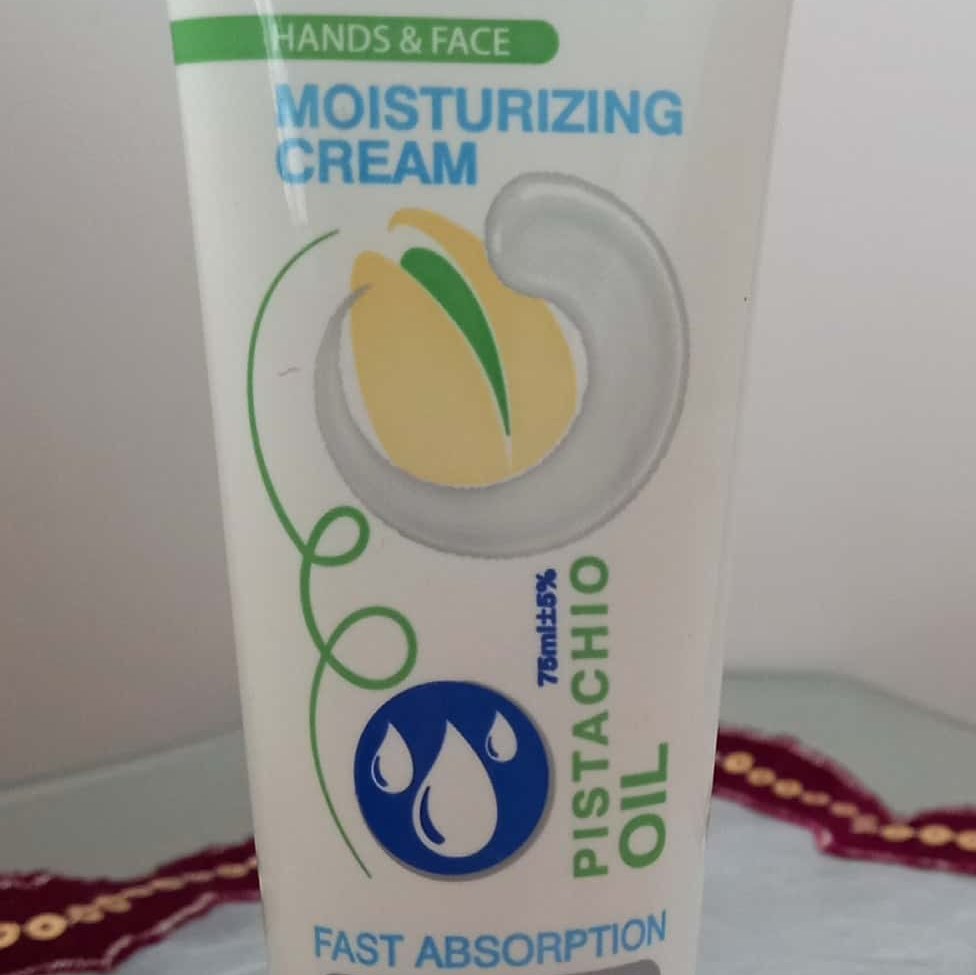 HANDS & FACE
MOISTURIZING
CREAM
75ml±5%
PISTACHIO
OIL
FAST ABSORPTION